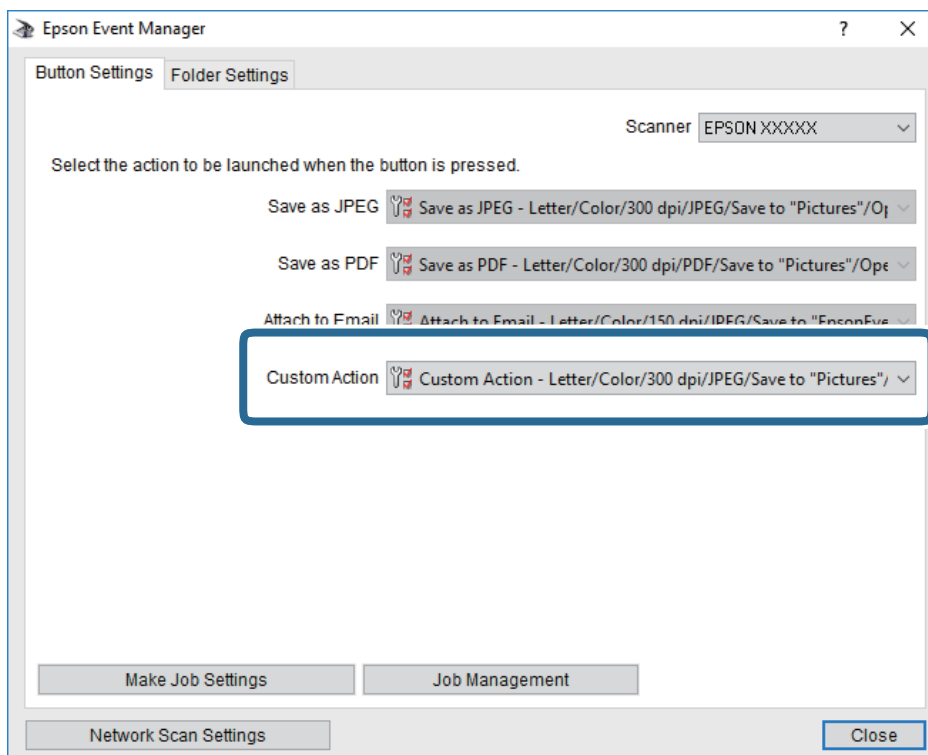 Epson Event Manager
Button Settings
Folder Settings
Scanner EPSON XXXXX
Select the action to be launched when the button is pressed.
Save as JPEG Save as JPEG - Letter/Color/300 dpi/JPEG/Save to "Pictures"/Op
Save as PDF Save as PDF - Letter/Color/300 dpi/PDF/Save to "Pictures"/Ope
Attach to Email Attach to Email - Letter/Color/150 dpi/JPEG/Save to "EpsonEve
Custom Action Custom Action - Letter/Color/300 dpi/JPEG/Save to "Pictures"/
Make Job Settings
Job Management
Network Scan Settings
Close